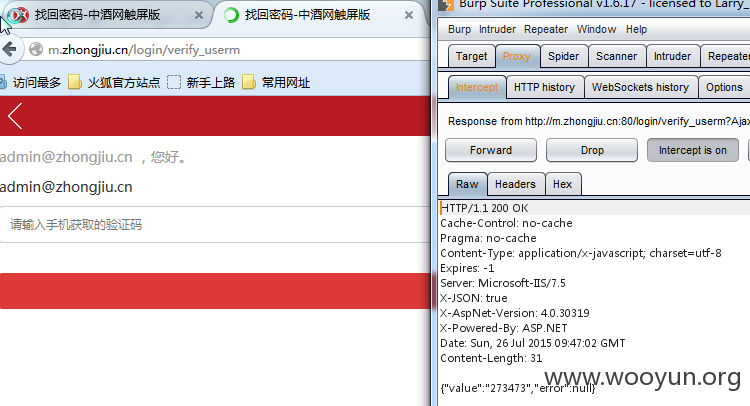 找回密码-中酒网触屏版
找回密码-中酒网触屏版
m.zhongjiu.cn/login/verify_userm
访问最多 火狐官方站点 新手上路 常用网址
admin@zhongjiu.cn ，您好。
admin@zhongjiu.cn
请输入手机获取的验证码
Burp Suite Professional v1.6.17 - licensed to Larry_
Burp Intruder Repeater Window Help
Target Proxy Spider Scanner Intruder Repeater
Intercept HTTP history WebSockets history Options
Response from http://m.zhongjiu.cn:80/login/verify_userm?Ajax
Forward Drop Intercept is on
Raw Headers Hex
HTTP/1.1 200 OK
Cache-Control: no-cache
Pragma: no-cache
Content-Type: application/x-javascript; charset=utf-8
Expires: -1
Server: Microsoft-IIS/7.5
X-JSON: true
X-AspNet-Version: 4.0.30319
X-Powered-By: ASP.NET
Date: Sun, 26 Jul 2015 09:47:02 GMT
Content-Length: 31
{"value":"273473","error":null}
www.wooyun.org